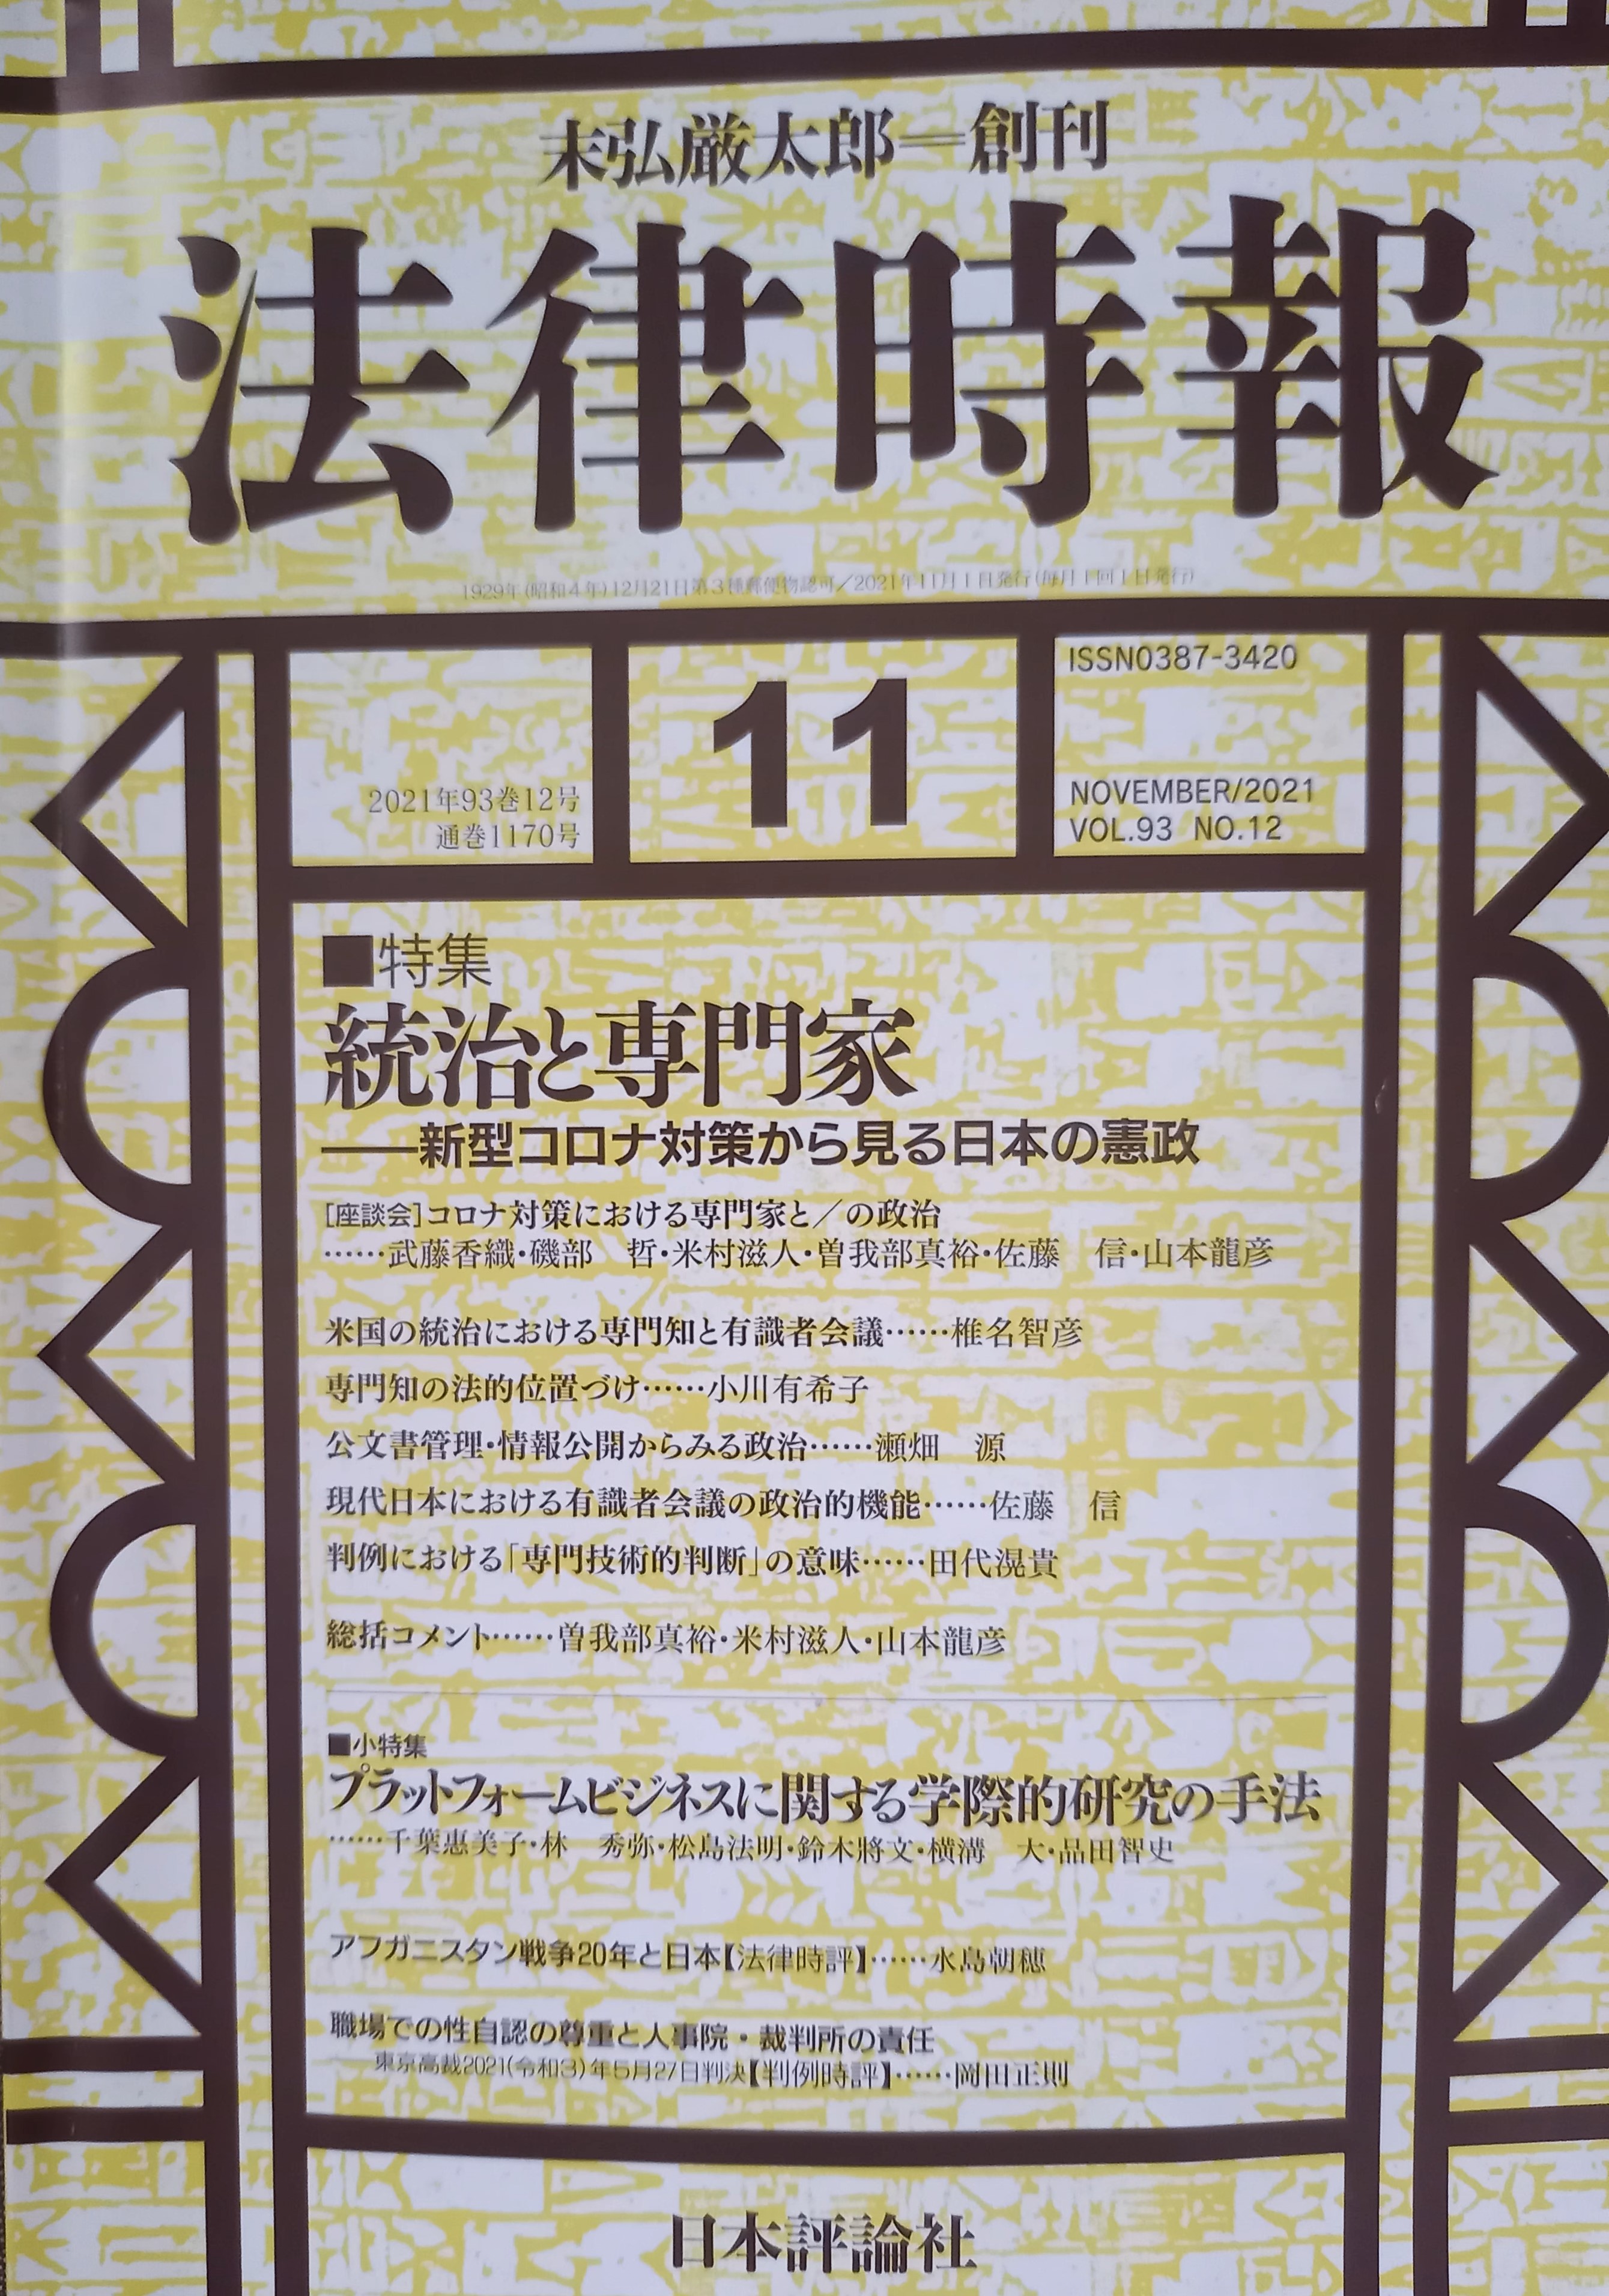 末弘厳太郎＝創刊
法律時報
1929年(昭和4年)12月21日第3種郵便物認可／2021年11月1日発行(毎月1回1日発行)
2021年93巻12号
通巻1170号
11
ISSN0387-3420
NOVEMBER/2021
VOL.93 NO.12
■特集
統治と専門家
——新型コロナ対策から見る日本の憲政
[座談会]コロナ対策における専門家と／の政治
……武藤香織・磯部　哲・米村滋人・曽我部真裕・佐藤　信・山本龍彦
米国の統治における専門知と有識者会議……椎名智彦
専門知の法的位置づけ……小川有希子
公文書管理・情報公開からみる政治……瀬畑　源
現代日本における有識者会議の政治的機能……佐藤　信
判例における「専門技術的判断」の意味……田代滉貴
総括コメント……曽我部真裕・米村滋人・山本龍彦
■小特集
プラットフォームビジネスに関する学際的研究の手法
……千葉惠美子・林　秀弥・松島法明・鈴木將文・横溝　大・品田智史
アフガニスタン戦争20年と日本【法律時評】……水島朝穂
職場での性自認の尊重と人事院・裁判所の責任
東京高裁2021(令和3)年5月27日判決【判例時評】……岡田正則
日本評論社